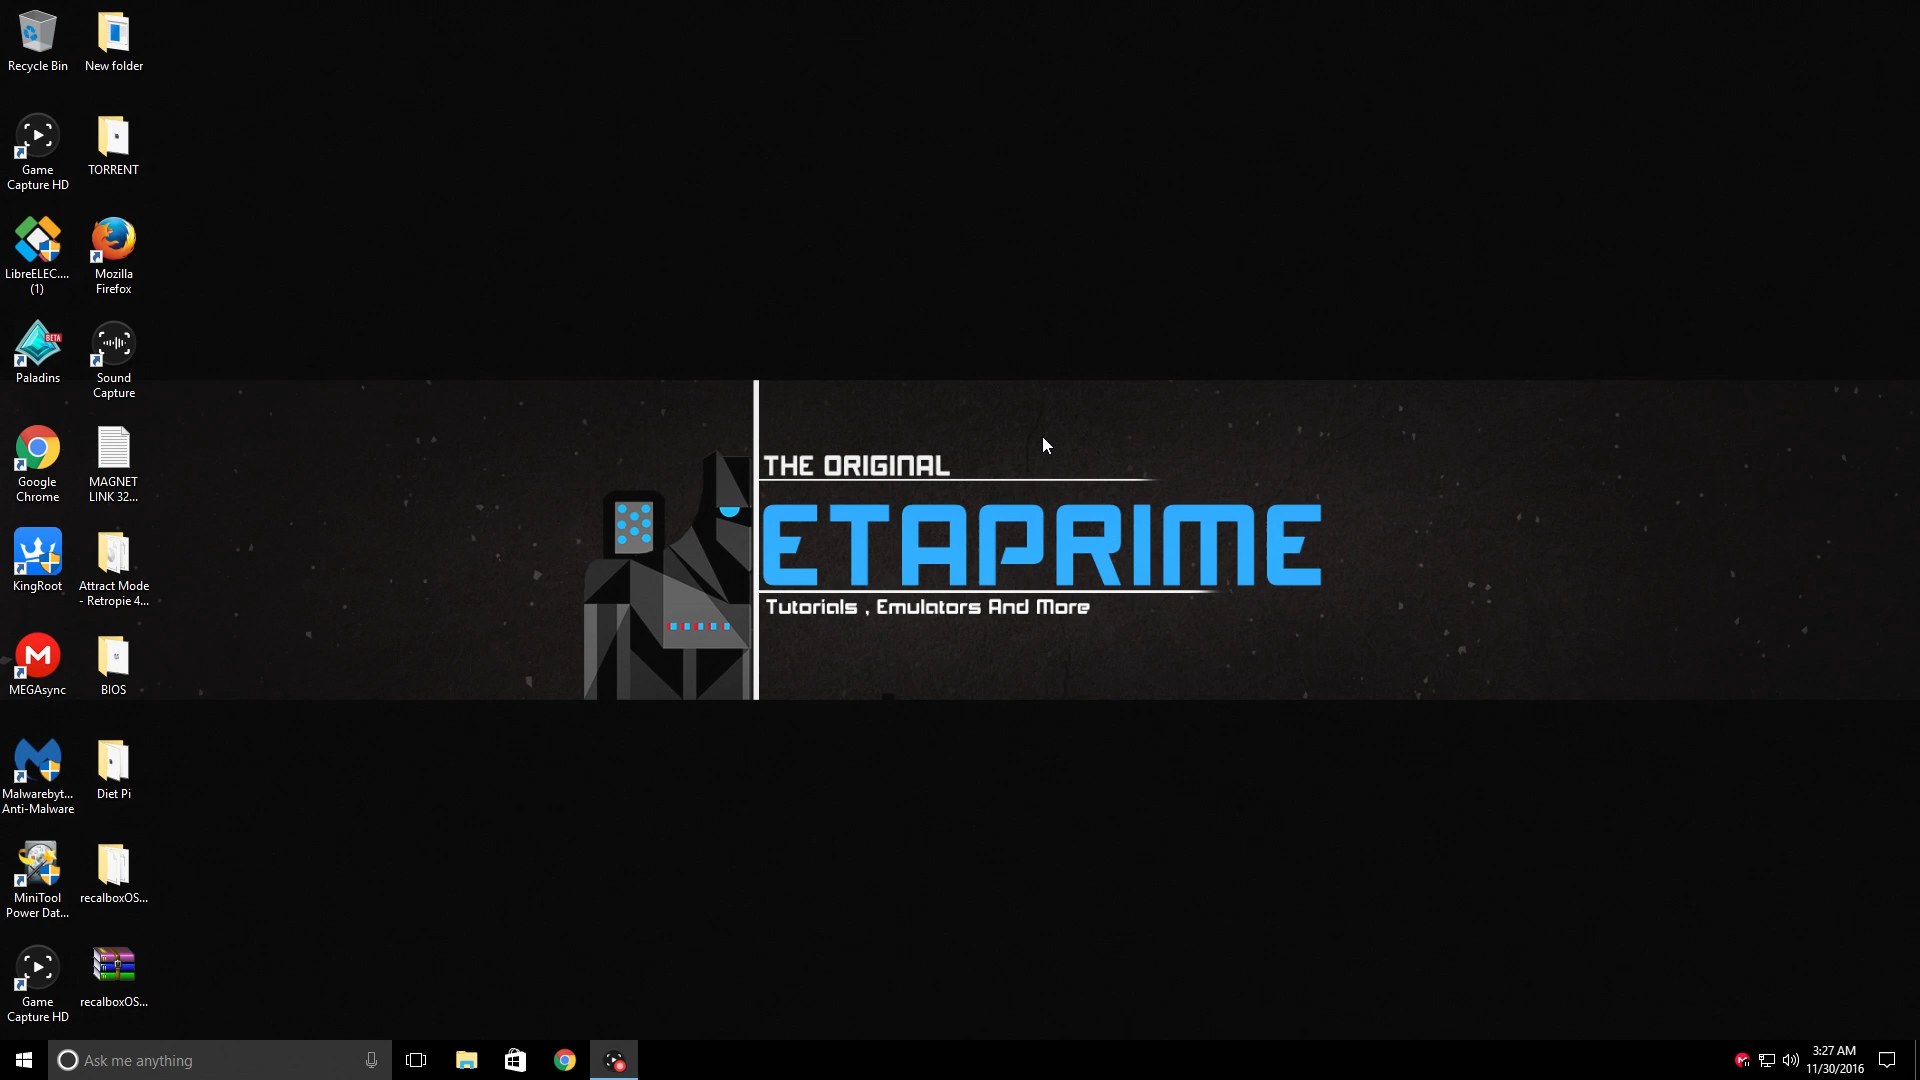 Recycle Bin
New folder
Game
Capture HD
TORRENT
LibreELEC....
(1)
Mozilla
Firefox
BETA
Paladins
Sound
Capture
Google
Chrome
MAGNET
LINK 32...
KingRoot
Attract Mode
- Retropie 4...
MEGAsync
BIOS
Malwarebyt...
Anti-Malware
Diet Pi
MiniTool
Power Dat...
recalboxOS...
Game
Capture HD
recalboxOS...
THE ORIGINAL
ETAPRIME
Tutorials , Emulators And More
Ask me anything
3:27 AM
11/30/2016